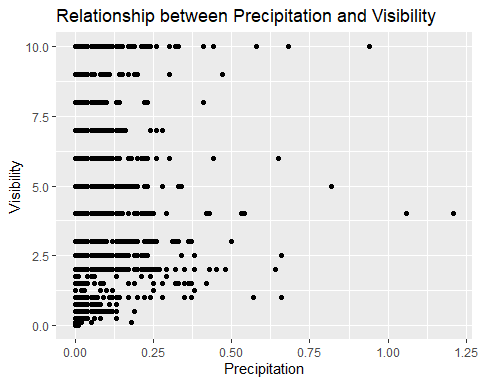 Relationship between Precipitation and Visibility
10.0
7.5
5.0
2.5
0.0
Visibility
0.00 0.25 0.50 0.75 1.00 1.25
Precipitation